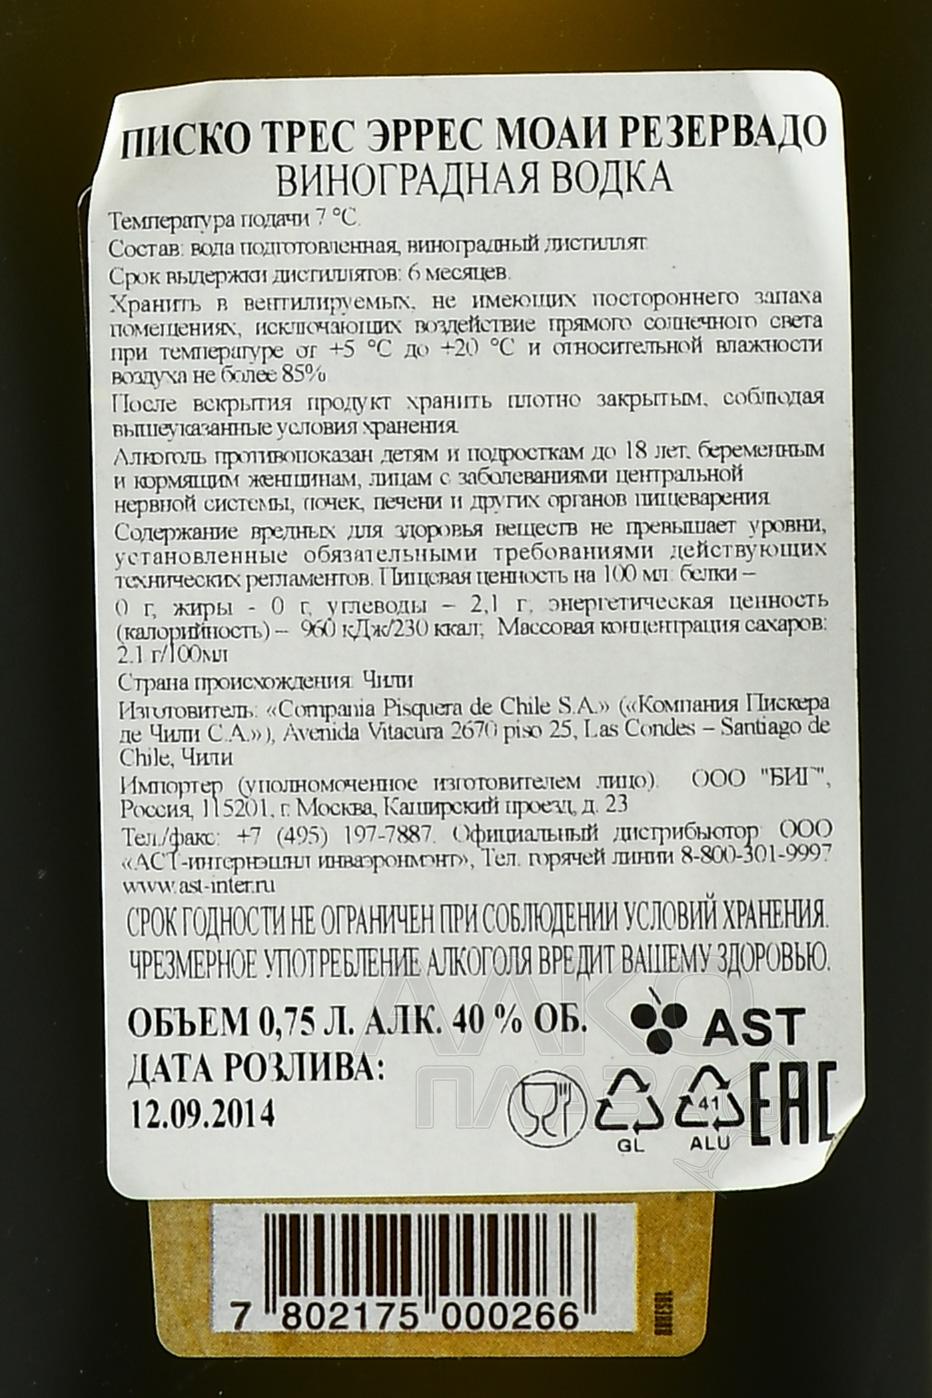 ПИСКО ТРЕС ЭРРЕС МОАИ РЕЗЕРВАДО
ВИНОГРАДНАЯ ВОДКА
Температура подачи 7 °C.
Состав: вода подготовленная, виноградный дистиллят.
Срок выдержки дистиллятов: 6 месяцев.
Хранить в вентилируемых, не имеющих постороннего запаха
помещениях, исключающих воздействие прямого солнечного света
при температуре от +5 °C до +20 °C и относительной влажности
воздуха не более 85%
После вскрытия продукт хранить плотно закрытым, соблюдая
вышеуказанные условия хранения.
Алкоголь противопоказан детям и подросткам до 18 лет, беременным
и кормящим женщинам, лицам с заболеваниями центральной
нервной системы, почек, печени и других органов пищеварения
Содержание вредных для здоровья веществ не превышает уровни,
установленные обязательными требованиями действующих
технических регламентов. Пищевая ценность на 100 мл: белки –
0 г, жиры - 0 г, углеводы – 2,1 г, энергетическая ценность
(калорийность) – 960 кДж/230 ккал; Массовая концентрация сахаров:
2.1 г/100мл
Страна происхождения: Чили
Изготовитель: «Compania Pisquera de Chile S.A.» («Компания Пискера
де Чили С.А.»), Avenida Vitacura 2670 piso 25, Las Condes – Santiago de
Chile, Чили
Импортер (уполномоченное изготовителем лицо): ООО "БИГ",
Россия, 115201, г. Москва, Каширский проезд, д. 23
Тел./факс: +7 (495) 197-7887. Официальный дистрибьютор: ООО
«АСТ-интернэшнл инваэронмэнт», Тел. горячей линии 8-800-301-9997
www.ast-inter.ru
СРОК ГОДНОСТИ НЕ ОГРАНИЧЕН ПРИ СОБЛЮДЕНИИ УСЛОВИЙ ХРАНЕНИЯ.
ЧРЕЗМЕРНОЕ УПОТРЕБЛЕНИЕ АЛКОГОЛЯ ВРЕДИТ ВАШЕМУ ЗДОРОВЬЮ.
ОБЪЕМ 0,75 Л. АЛК. 40 % ОБ.
AST
ДАТА РОЗЛИВА:
12.09.2014
GL
41
ALU
EAC
АЛКО
ПЛАЗА
7 802175 000266